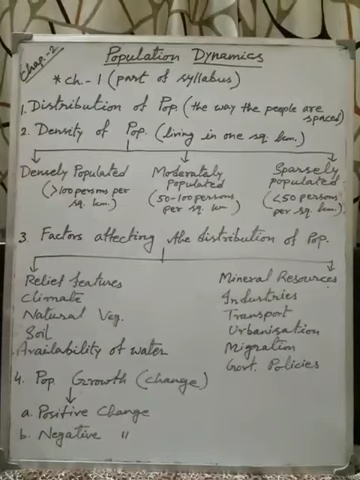 Chap:-2
Population Dynamics
* Ch.-1 (part of syllabus)
1. Distribution of Pop. (the way the people are spaced)
2. Density of Pop. (living in one sq. km.)
Densely Populated (>100 persons per sq. km.
Moderately populated (50-100 persons per sq. km.)
Sparsely populated (<50 persons per sq. km.)
3. Factors affecting the distribution of Pop.
Relief features
Climate
Natural Veg.
Soil
Availability of water
Mineral Resources
Industries
Transport
Urbanisation
Migration
Govt. Policies
4. Pop. Growth (change)
a. Positive Change
b. Negative "